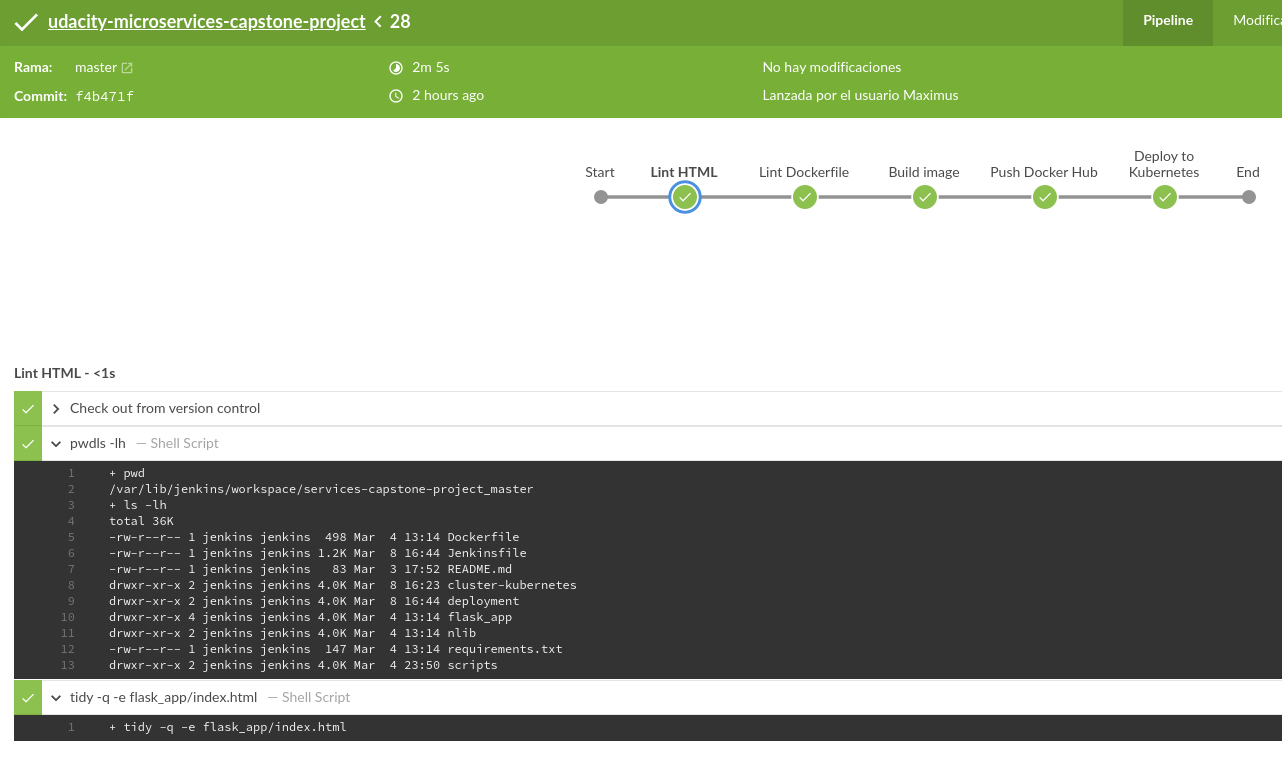 udacity-microservices-capstone-project < 28
Pipeline
Modifica
Rama: master
2m 5s
No hay modificaciones
Commit: f4b471f
2 hours ago
Lanzada por el usuario Maximus
Start
Lint HTML
Lint Dockerfile
Build image
Push Docker Hub
Deploy to
Kubernetes
End
Lint HTML - <1s
Check out from version control
pwdls -lh — Shell Script
1 + pwd
2 /var/lib/jenkins/workspace/services-capstone-project_master
3 + ls -lh
4 total 36K
5 -rw-r--r-- 1 jenkins jenkins  498 Mar  4 13:14 Dockerfile
6 -rw-r--r-- 1 jenkins jenkins 1.2K Mar  8 16:44 Jenkinsfile
7 -rw-r--r-- 1 jenkins jenkins   83 Mar  3 17:52 README.md
8 drwxr-xr-x 2 jenkins jenkins 4.0K Mar  8 16:23 cluster-kubernetes
9 drwxr-xr-x 2 jenkins jenkins 4.0K Mar  8 16:44 deployment
10 drwxr-xr-x 4 jenkins jenkins 4.0K Mar  4 13:14 flask_app
11 drwxr-xr-x 2 jenkins jenkins 4.0K Mar  4 13:14 nlib
12 -rw-r--r-- 1 jenkins jenkins  147 Mar  4 13:14 requirements.txt
13 drwxr-xr-x 2 jenkins jenkins 4.0K Mar  4 23:50 scripts
tidy -q -e flask_app/index.html — Shell Script
1 + tidy -q -e flask_app/index.html